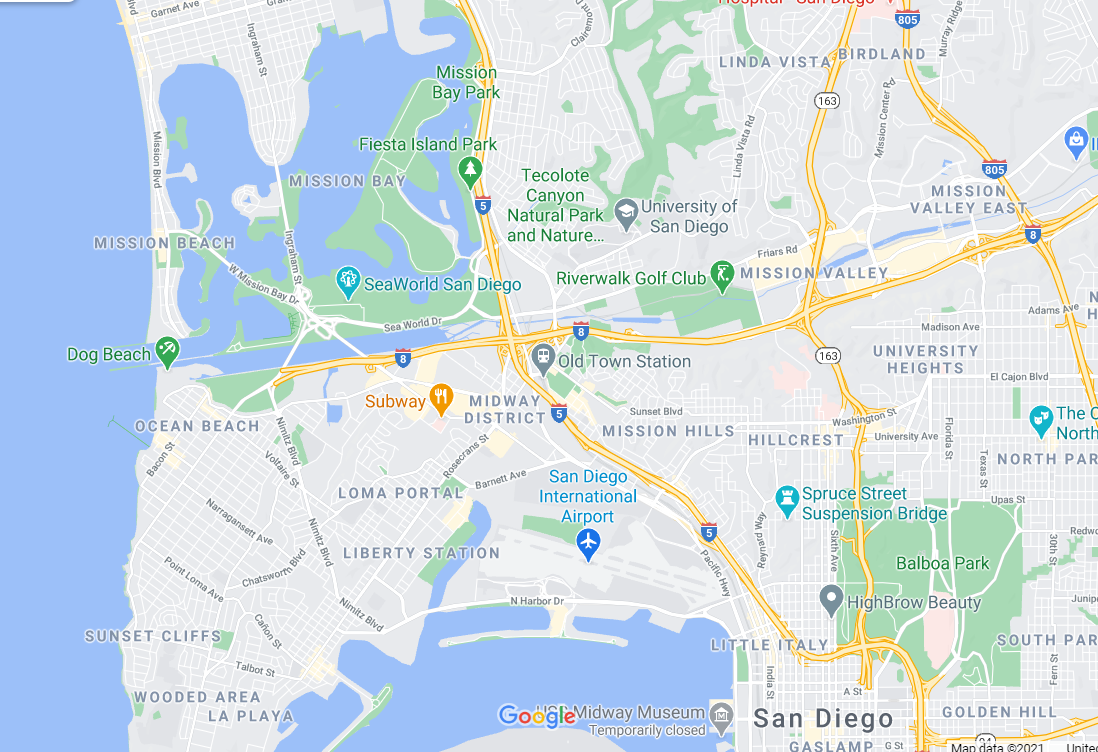 Garnet Ave
Ingraham St
Clairemont
Hospital - San Diego
805
Murray Ridge
LINDA VISTA
BIRDLAND
Mission
Bay Park
163
Mission Center Rd
Linda Vista Rd
Mission Blvd
Fiesta Island Park
MISSION BAY
5
Tecolote
Canyon
Natural Park
and Nature...
University of
San Diego
805
MISSION
VALLEY EAST
8
MISSION BEACH
Ingraham St
W Mission Bay Dr
SeaWorld San Diego
Sea World Dr
Riverwalk Golf Club
Friars Rd
MISSION VALLEY
Adams Ave
Madison Ave
Dog Beach
8
8
Old Town Station
163
UNIVERSITY
HEIGHTS
El Cajon Blvd
Subway
MIDWAY
DISTRICT
5
Sunset Blvd
MISSION HILLS
Washington St
HILLCREST
University Ave
Florida St
Texas St
The O
North
NORTH PAR
OCEAN BEACH
Bacon St
Nimitz Blvd
Voltaire St
Rosecrans St
Barnett Ave
San Diego
International
Airport
LOMA PORTAL
Spruce Street
Suspension Bridge
Upas St
Narragansett Ave
Nimitz Blvd
LIBERTY STATION
5
Pacific Hwy
Reynard Way
Sixth Ave
Redwo
30th St
Balboa Park
Point Loma Ave
Chatsworth Blvd
Nimitz Blvd
N Harbor Dr
HighBrow Beauty
Junipe
SUNSET CLIFFS
Cañon St
LITTLE ITALY
SOUTH PAR
Talbot St
Fern St
India St
A St
WOODED AREA
LA PLAYA
Google
USS Midway Museum
Temporarily closed
San Diego
GOLDEN HILL
GASLAMP
G St
94
Map data ©2021
Unite